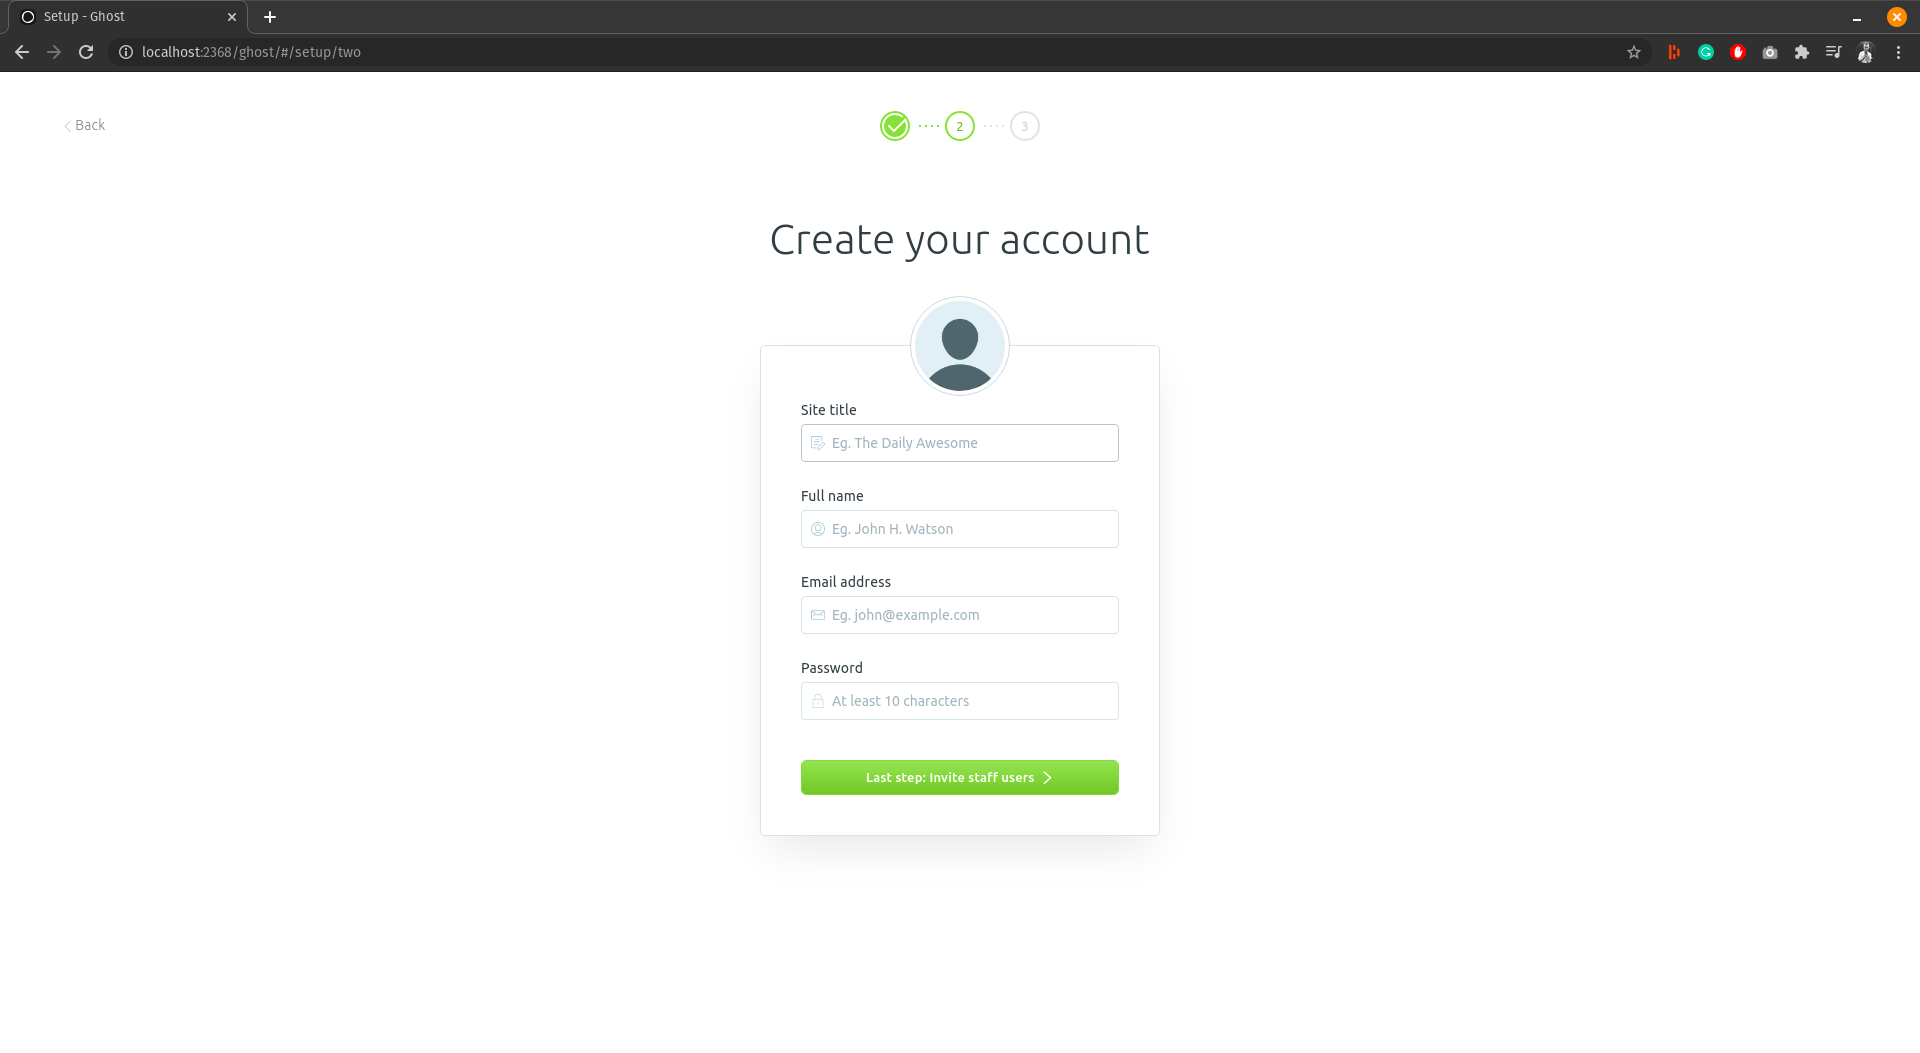 Setup - Ghost
localhost:2368/ghost/#/setup/two
Back
2
3
Create your account
Site title
Eg. The Daily Awesome
Full name
Eg. John H. Watson
Email address
Eg. john@example.com
Password
At least 10 characters
Last step: Invite staff users